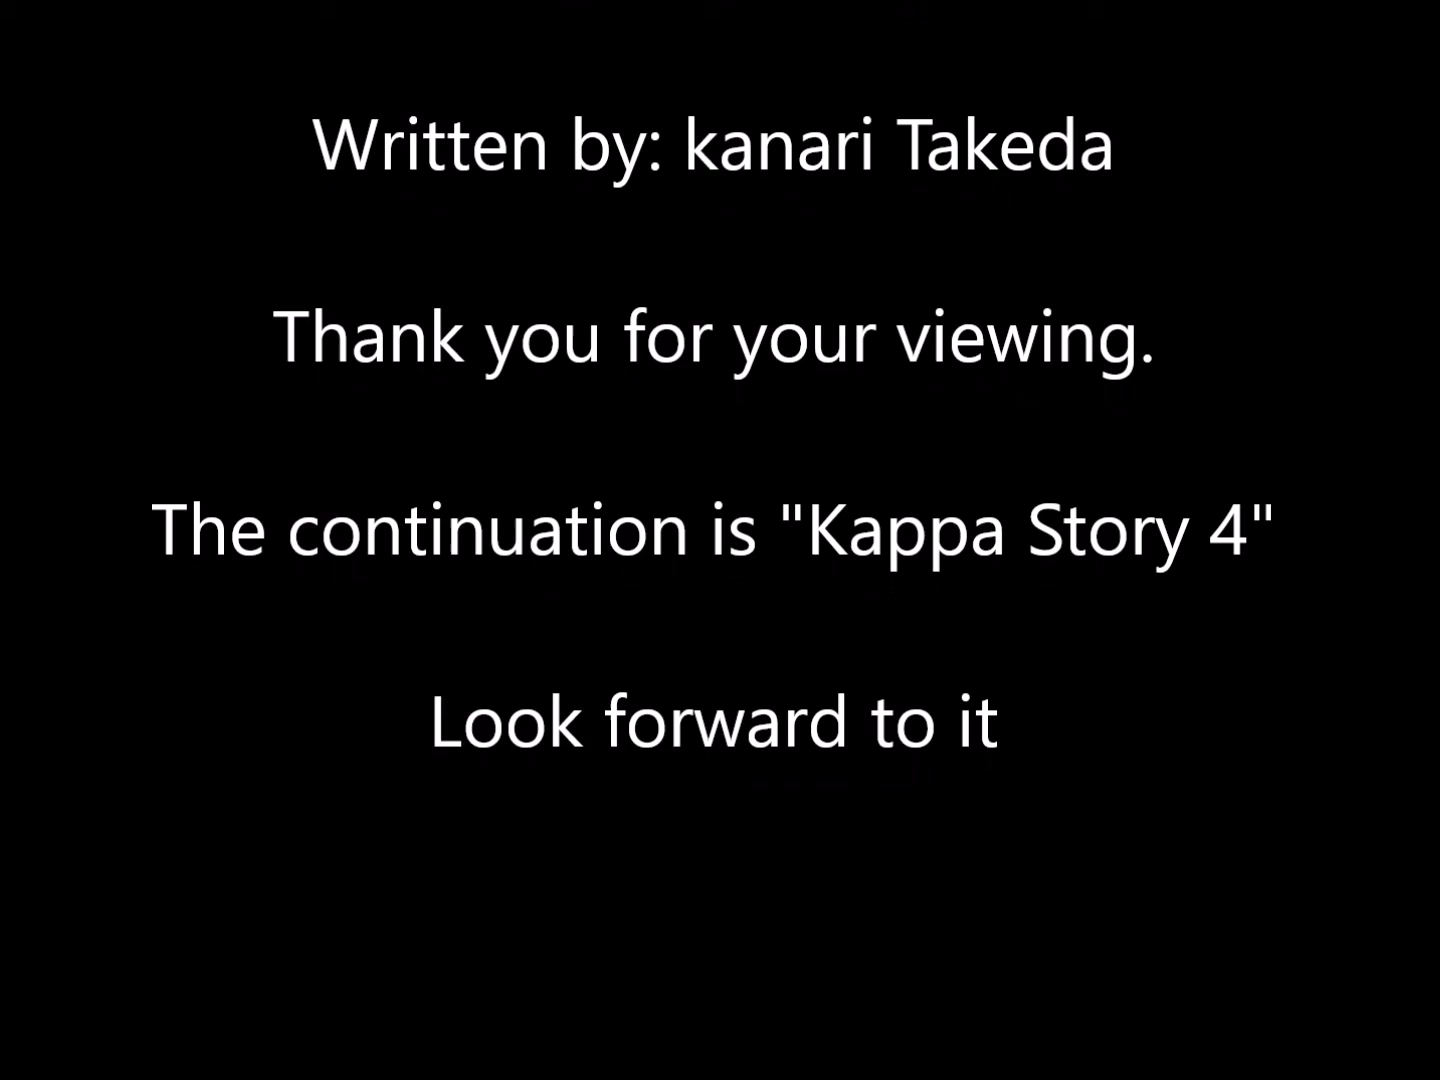 Written by: kanari Takeda
Thank you for your viewing.
The continuation is "Kappa Story 4"
Look forward to it